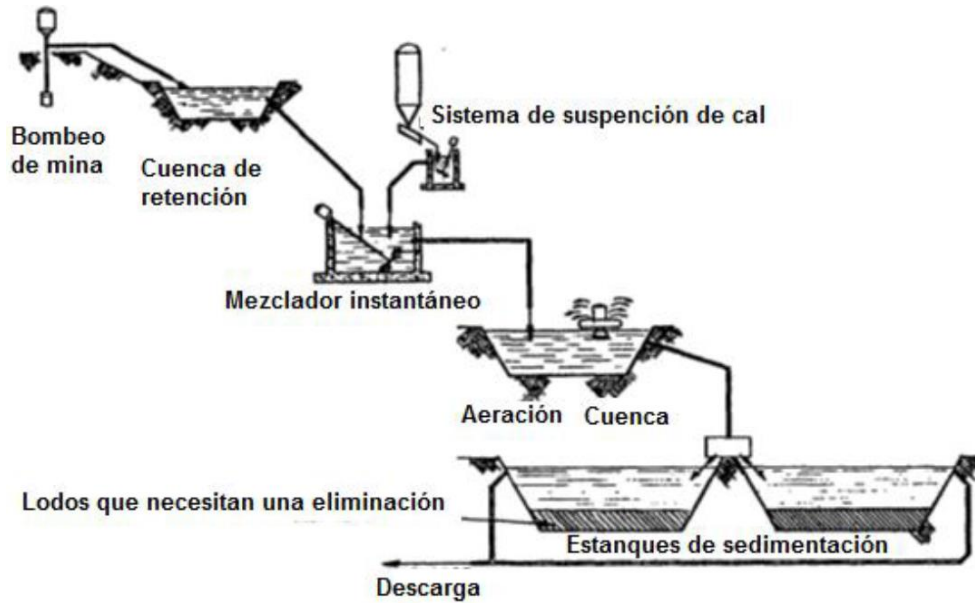 Bombeo
de mina
Cuenca de
retención
Sistema de suspención de cal
Mezclador instantáneo
Aeración
Cuenca
Lodos que necesitan una eliminación
Estanques de sedimentación
Descarga